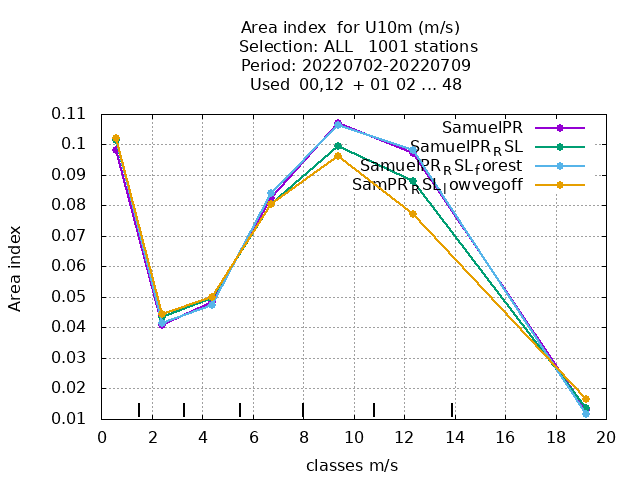 Area index for U10m (m/s)
Selection: ALL 1001 stations
Period: 20220702-20220709
Used 00,12 + 01 02 ... 48
0.11
0.1
0.09
0.08
0.07
0.06
0.05
0.04
0.03
0.02
0.01
Area index
SamuelPR
SamuelPR_RSL
SamuelPR_RSL_forest
SamPR_RSL_lowvegoff
0 2 4 6 8 10 12 14 16 18 20
classes m/s